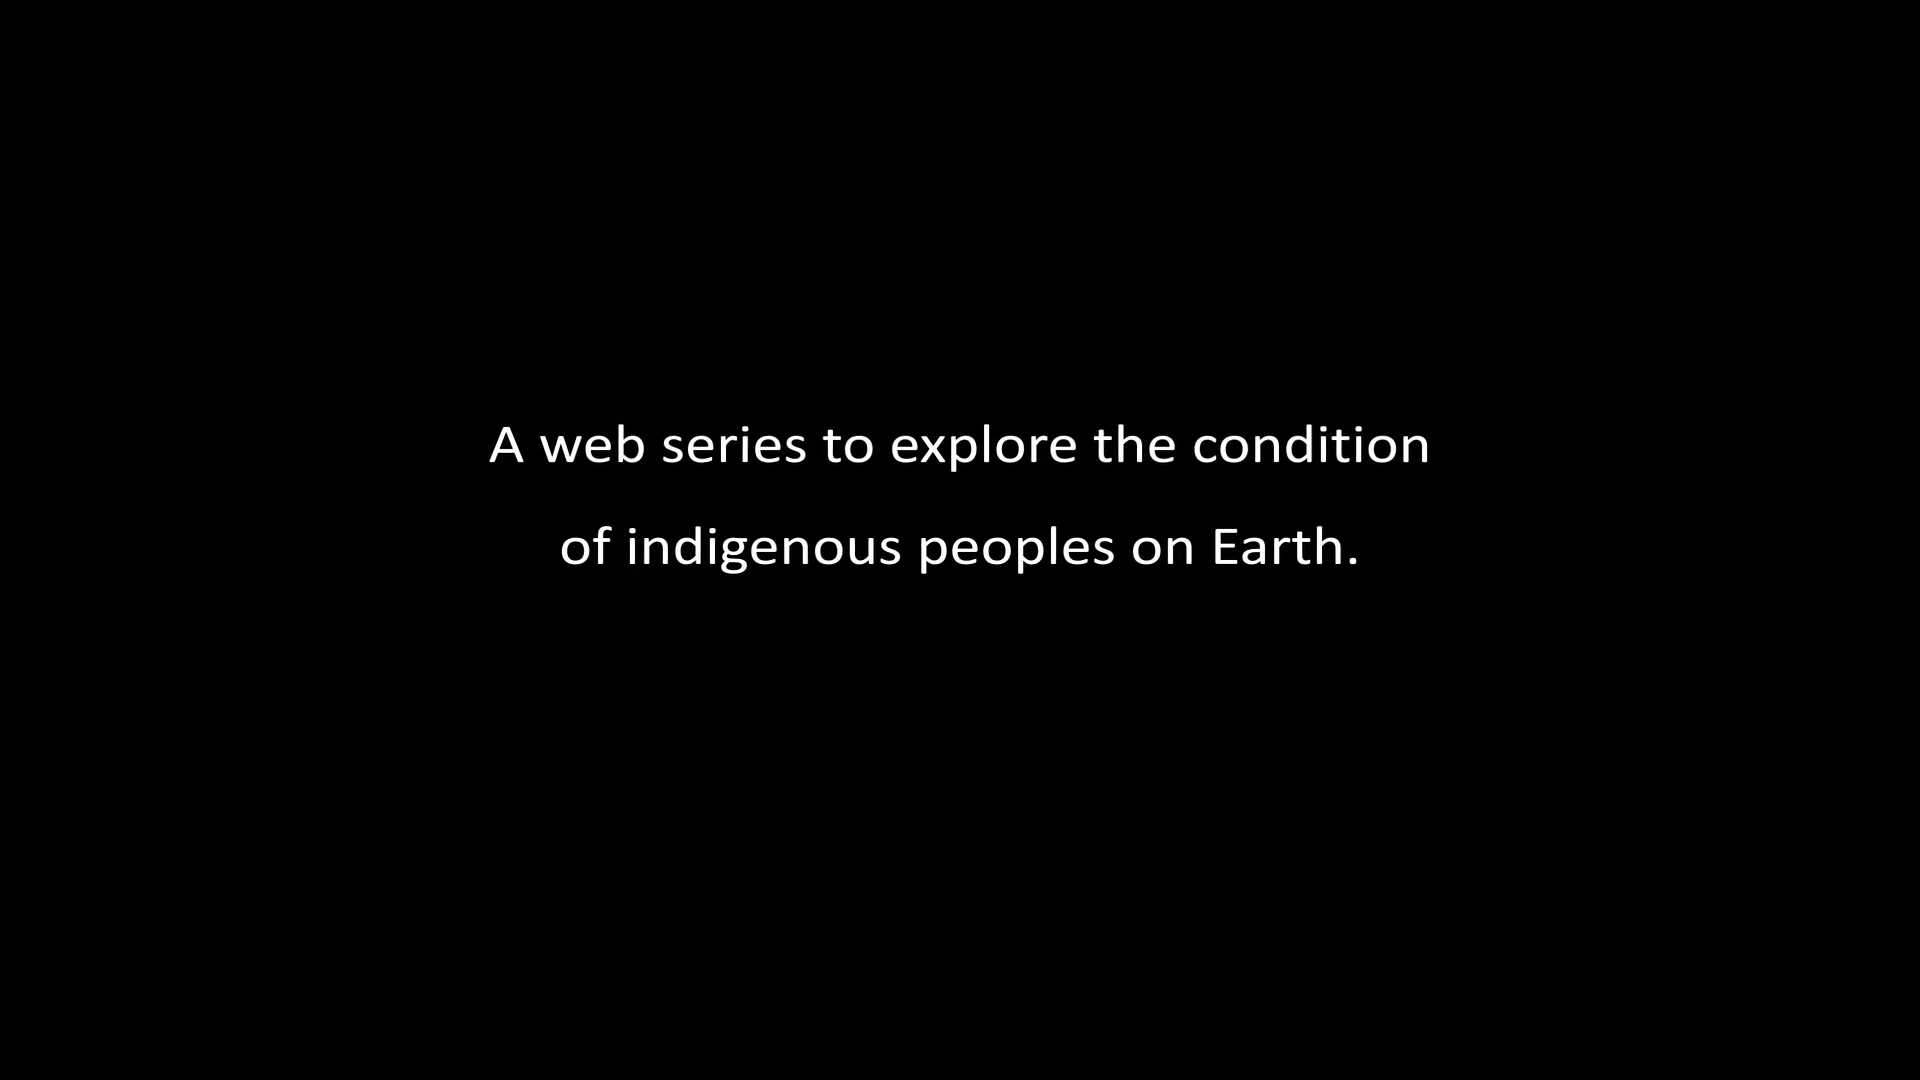 A web series to explore the condition
of indigenous peoples on Earth.